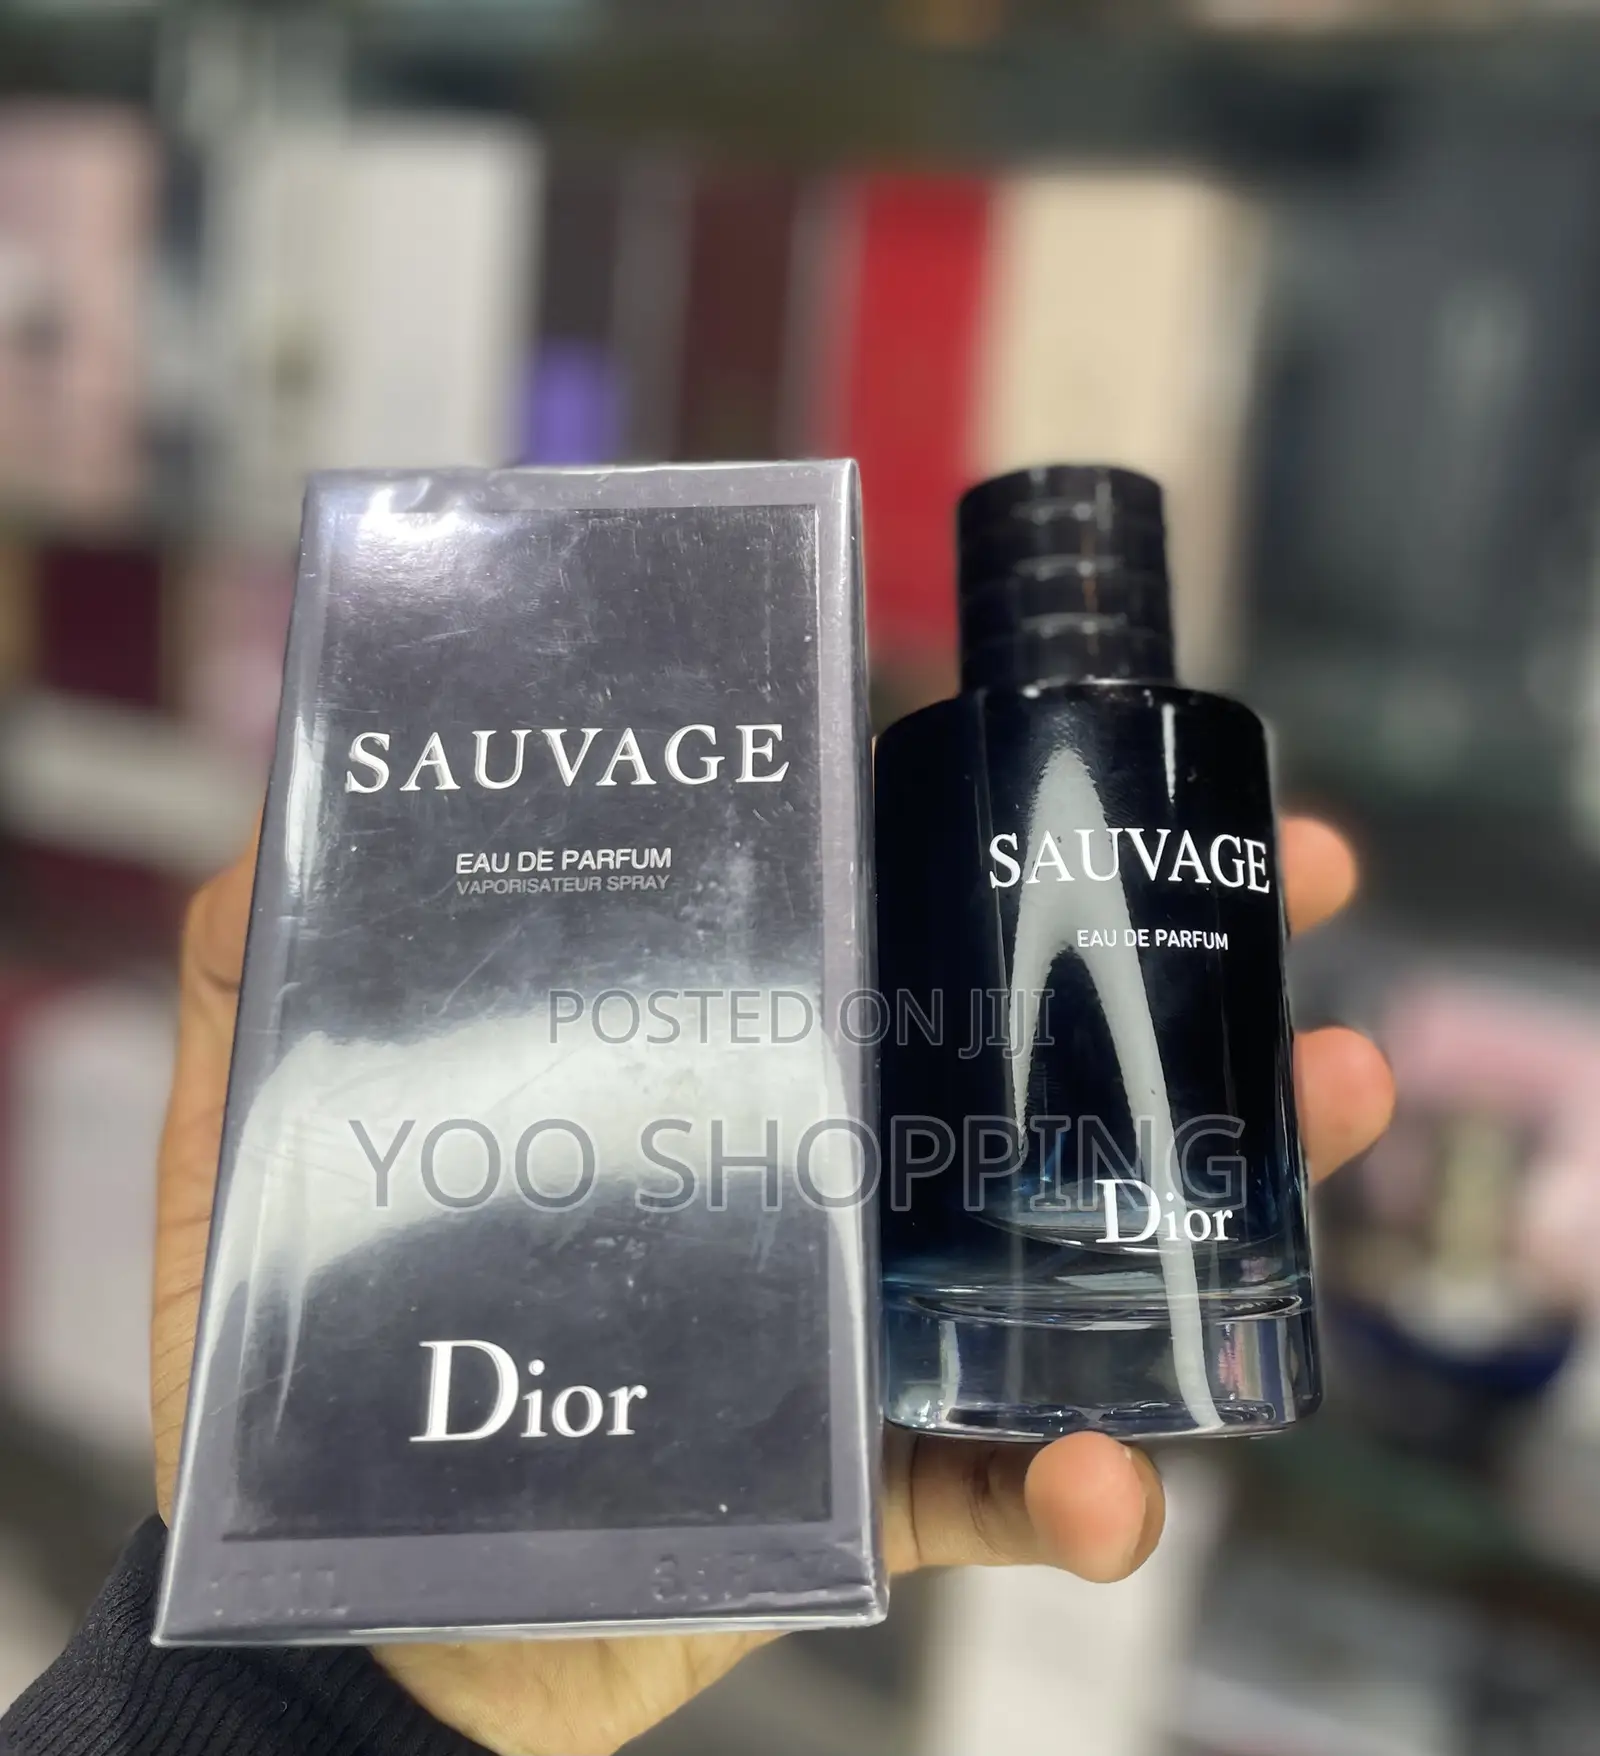 SAUVAGE
EAU DE PARFUM
VAPORISATEUR SPRAY
Dior
SAUVAGE
EAU DE PARFUM
Dior
POSTED ON JIJI
YOO SHOPPING